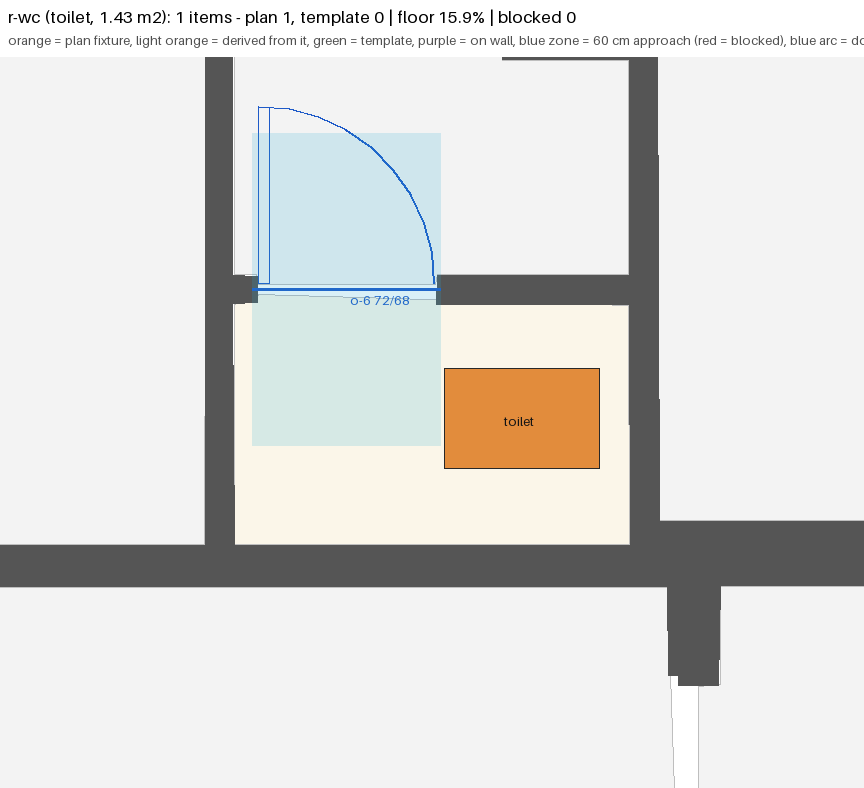 r-wc (toilet, 1.43 m2): 1 items - plan 1, template 0 | floor 15.9% | blocked 0
orange = plan fixture, light orange = derived from it, green = template, purple = on wall, blue zone = 60 cm approach (red = blocked), blue arc =
o-6 72/68
toilet